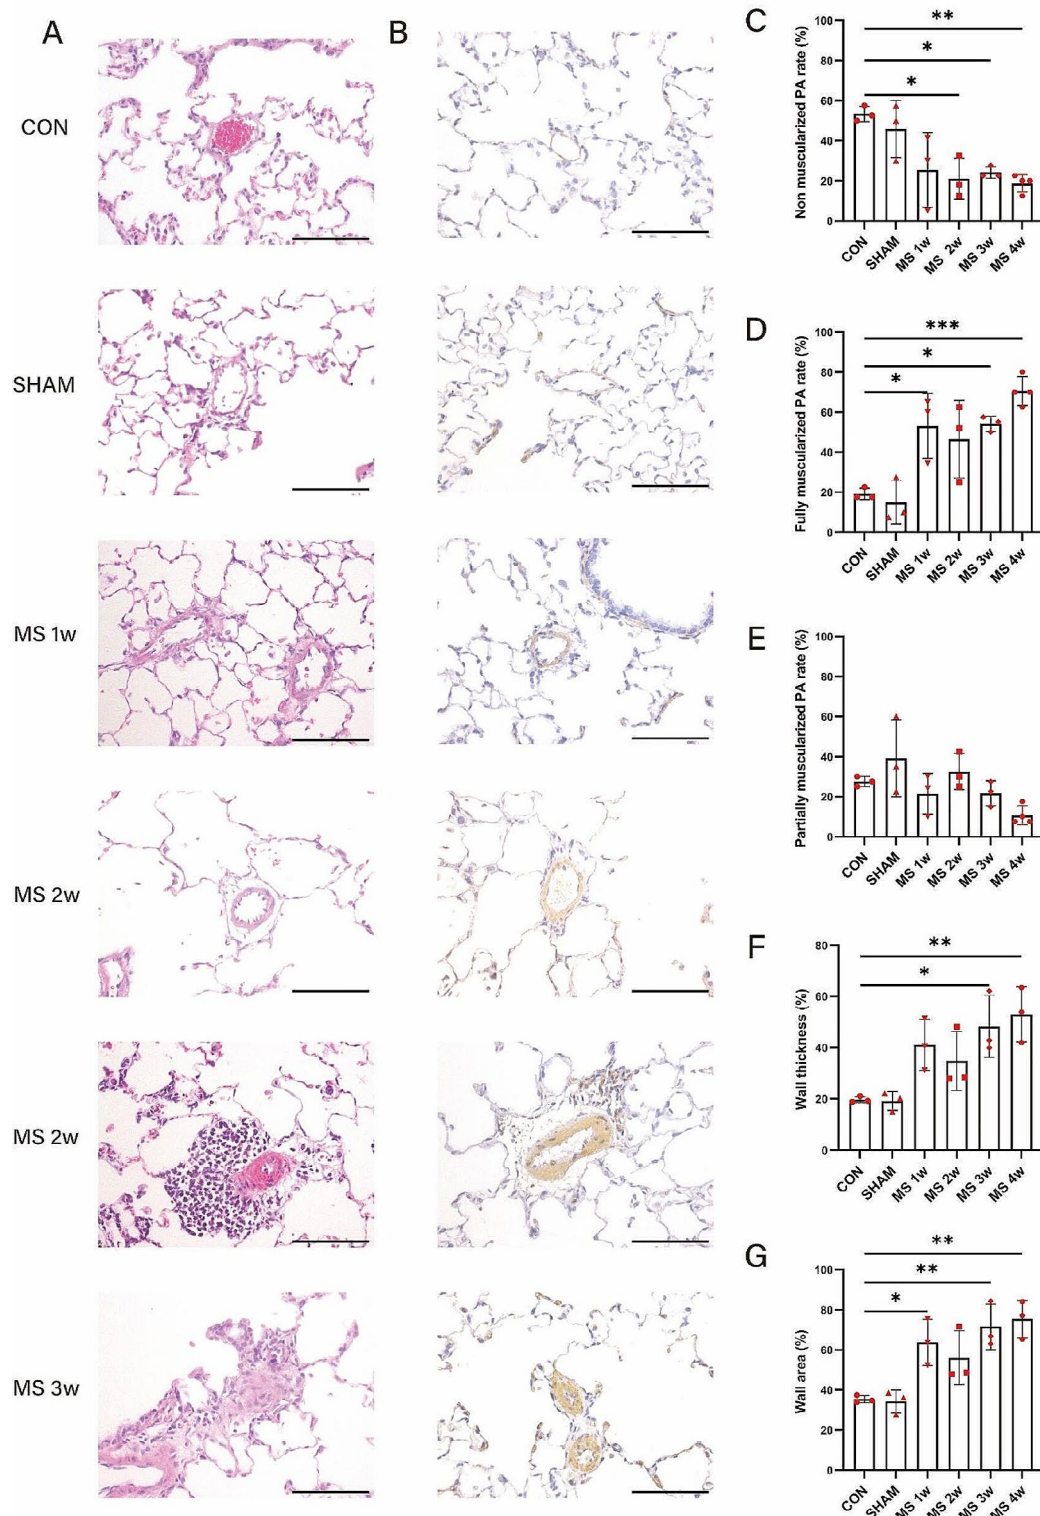 A
B
CON
SHAM
MS 1w
MS 2w
MS 2w
MS 3w
C
Non muscularized PA rate (%)
100
80
60
40
20
0
**
*
*
CON
SHAM
MS 1w
MS 2w
MS 3w
MS 4w
D
Fully muscularized PA rate (%)
100
80
60
40
20
0
***
*
*
CON
SHAM
MS 1w
MS 2w
MS 3w
MS 4w
E
Partially muscularized PA rate (%)
100
80
60
40
20
0
CON
SHAM
MS 1w
MS 2w
MS 3w
MS 4w
F
Wall thickness (%)
80
60
40
20
0
**
*
CON
SHAM
MS 1w
MS 2w
MS 3w
MS 4w
G
Wall area (%)
100
80
60
40
20
0
**
**
*
CON
SHAM
MS 1w
MS 2w
MS 3w
MS 4w